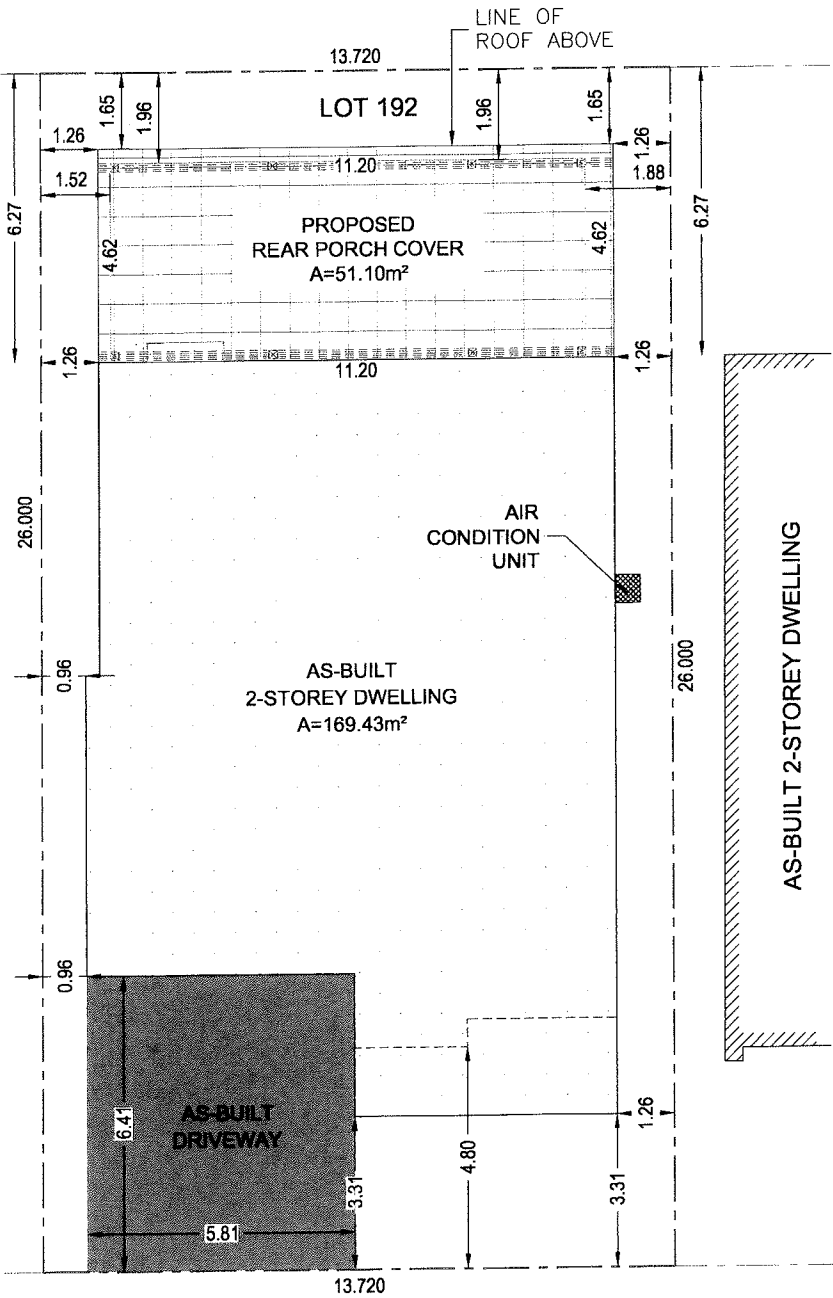 LINE OF
ROOF ABOVE
13.720
LOT 192
1.65
1.96
1.96
1.65
1.26
1.26
11.20
1.52
1.88
6.27
6.27
4.62
4.62
PROPOSED
REAR PORCH COVER
A=51.10m²
1.26
1.26
11.20
26.000
AIR
CONDITION
UNIT
AS-BUILT 2-STOREY DWELLING
0.96
26.000
AS-BUILT
2-STOREY DWELLING
A=169.43m²
0.96
AS-BUILT
DRIVEWAY
6.41
3.31
4.80
3.31
1.26
5.81
13.720